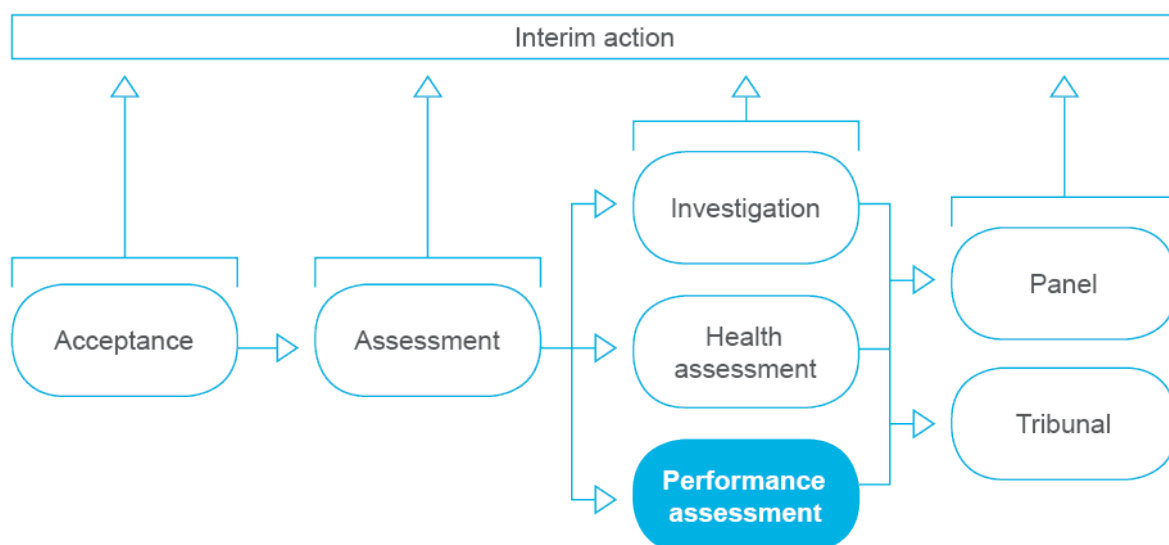 Interim action
Acceptance
Assessment
Investigation
Health
assessment
Performance
assessment
Panel
Tribunal